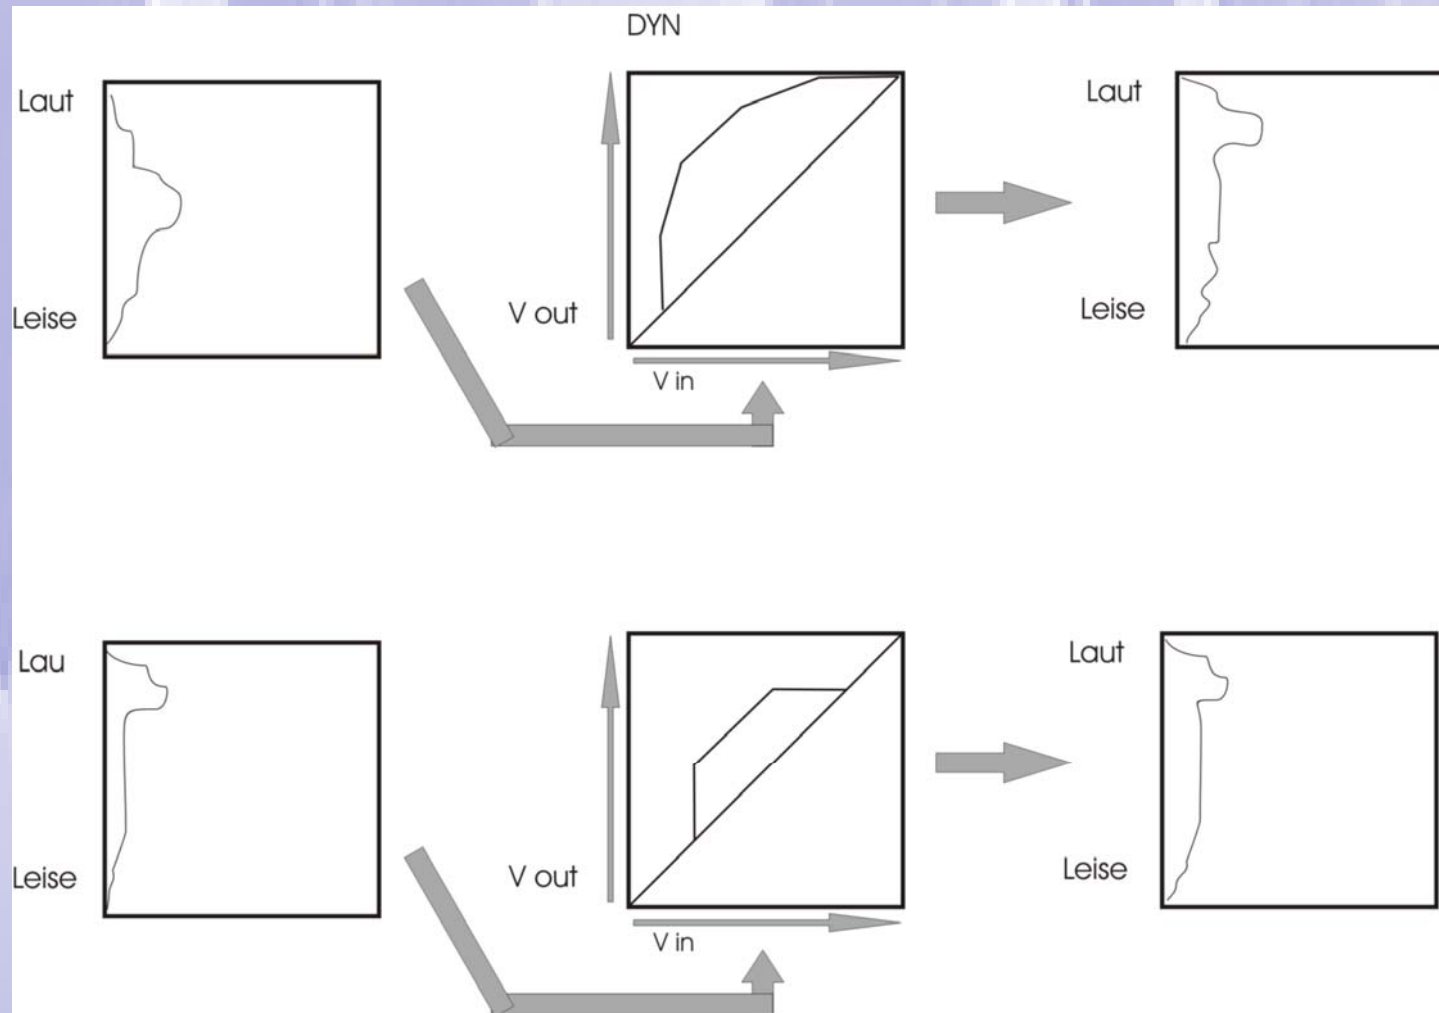 DYN
Laut
Laut
Leise
V out
Leise
V in
Lau
Laut
Leise
V out
Leise
V in